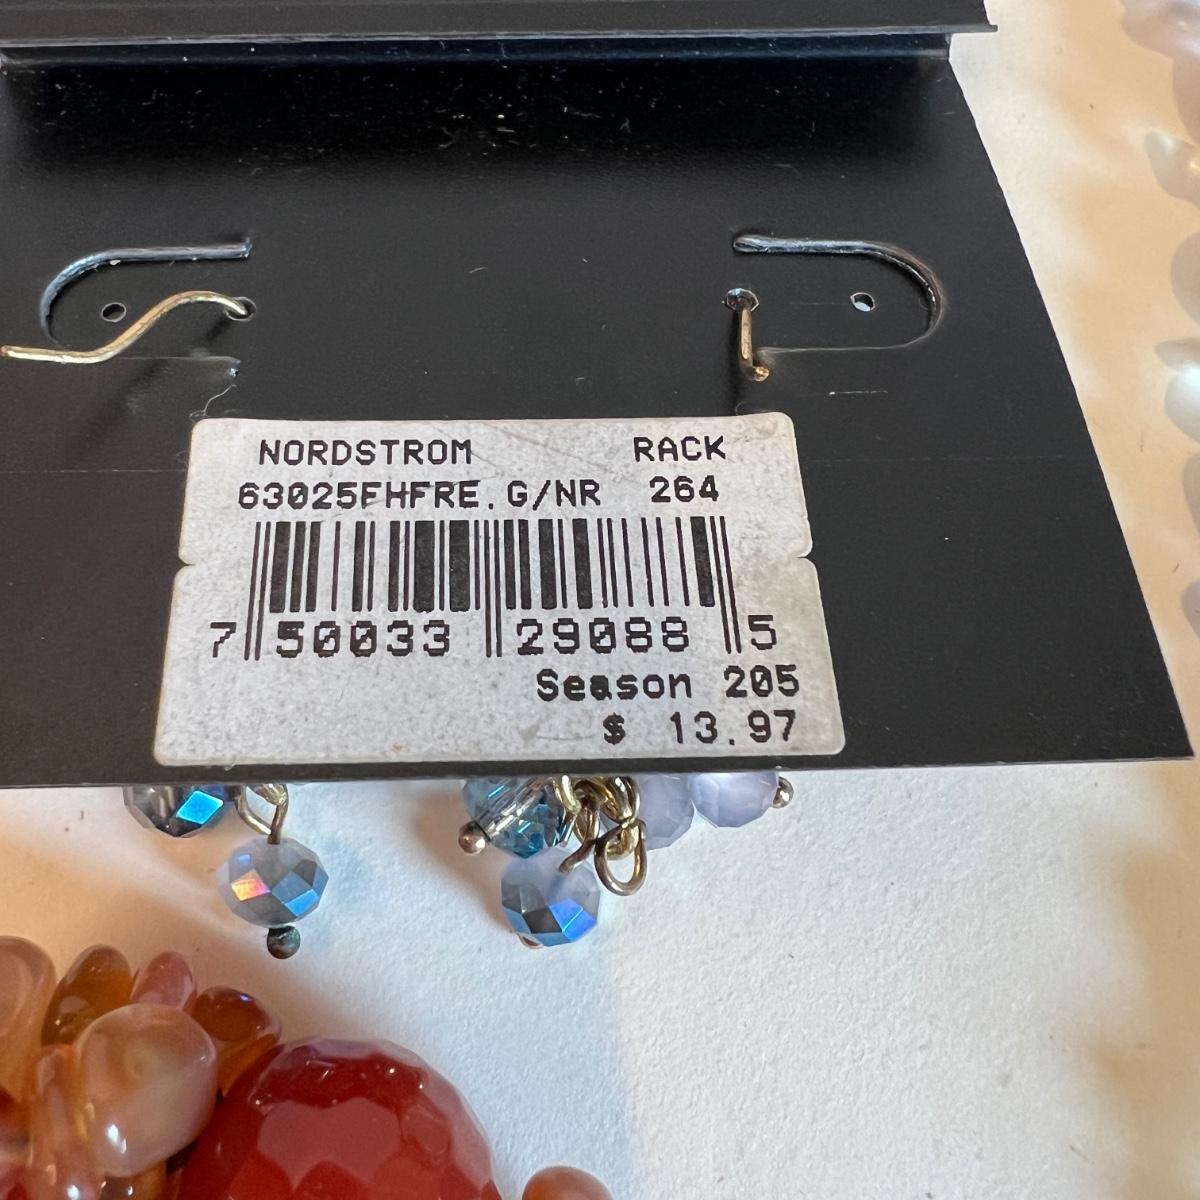 NORDSTROM RACK
63025FHFRE.G/NR 264
7 50033 29088 5
Season 205
$ 13.97